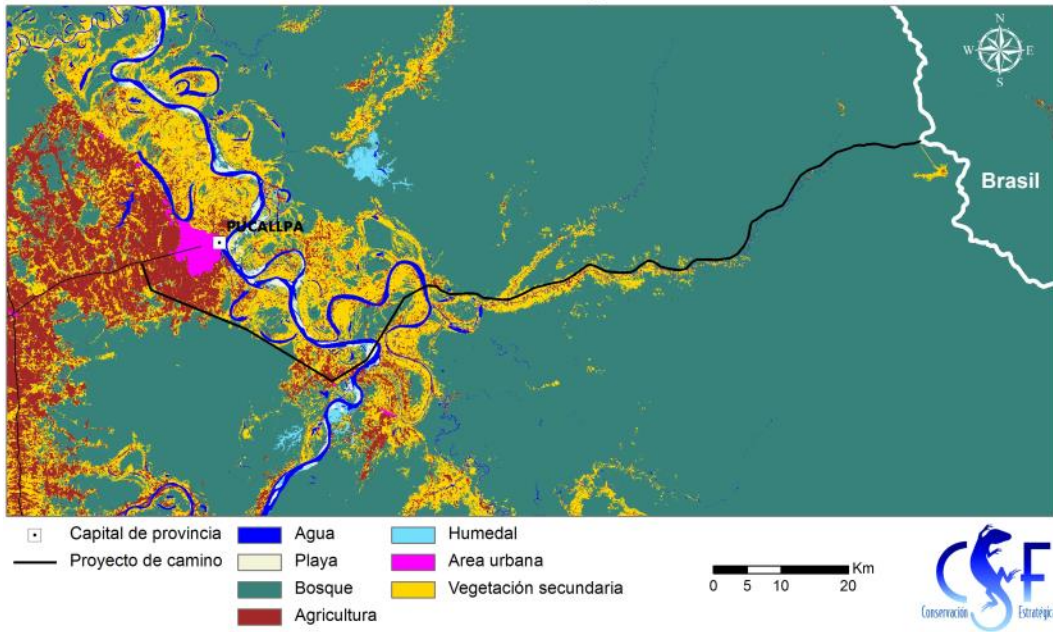 N
W E
S
Brasil
PUCALLPA
Capital de provincia
Proyecto de camino
Agua
Playa
Bosque
Agricultura
Humedal
Area urbana
Vegetación secundaria
Km
0 5 10 20
CSF
Conservación Estratégica